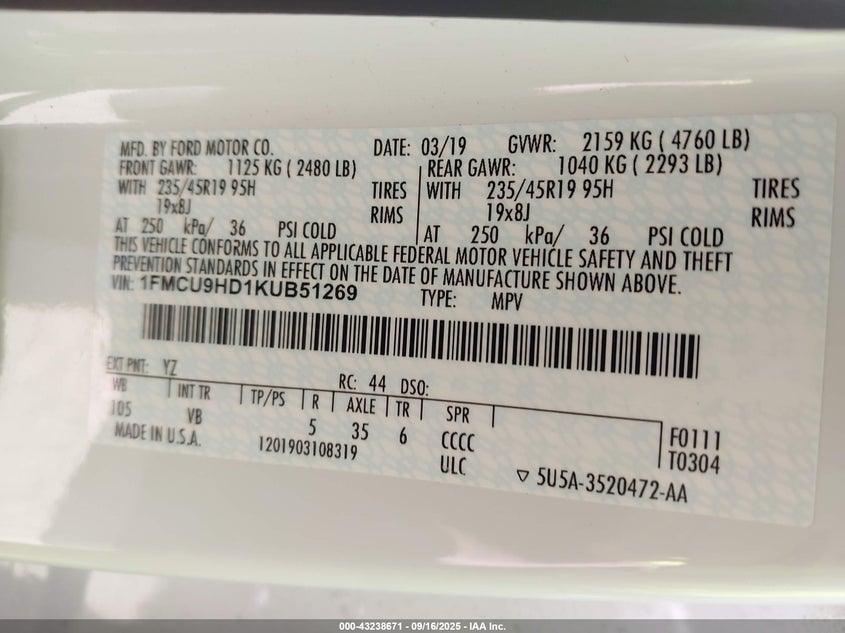 MFD. BY FORD MOTOR CO. DATE: 03/19 GVWR: 2159 KG ( 4760 LB)
FRONT GAWR: 1125 KG ( 2480 LB) REAR GAWR: 1040 KG ( 2293 LB)
WITH 235/45R19 95H TIRES WITH 235/45R19 95H TIRES
19x8J RIMS 19x8J RIMS
AT 250 kPa/ 36 PSI COLD AT 250 kPa/ 36 PSI COLD
THIS VEHICLE CONFORMS TO ALL APPLICABLE FEDERAL MOTOR VEHICLE SAFETY AND THEFT
PREVENTION STANDARDS IN EFFECT ON THE DATE OF MANUFACTURE SHOWN ABOVE.
VIN: 1FMCU9HD1KUB51269 TYPE: MPV
EXT PNT: YZ RC: 44 DSO:
WB INT TR TP/PS R AXLE TR SPR
105 VB 5 35 6 CCCC F0111
MADE IN U.S.A. 1201903108319 ULC T0304
▽ 5U5A-3520472-AA
000-43238671 - 09/16/2025 - IAA Inc.